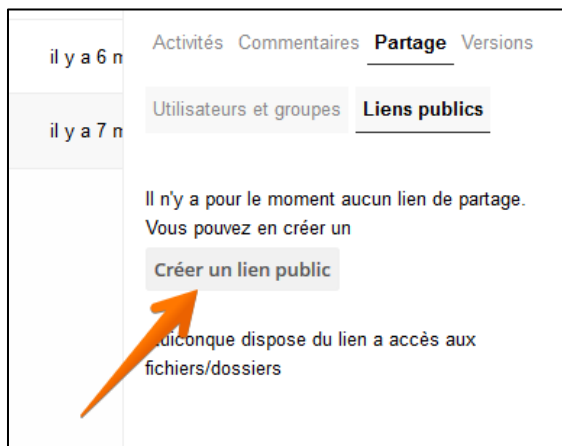 il y a 6 m
il y a 7 m
Activités Commentaires Partage Versions
Utilisateurs et groupes Liens publics
Il n'y a pour le moment aucun lien de partage.
Vous pouvez en créer un
Créer un lien public
Quiconque dispose du lien a accès aux
fichiers/dossiers